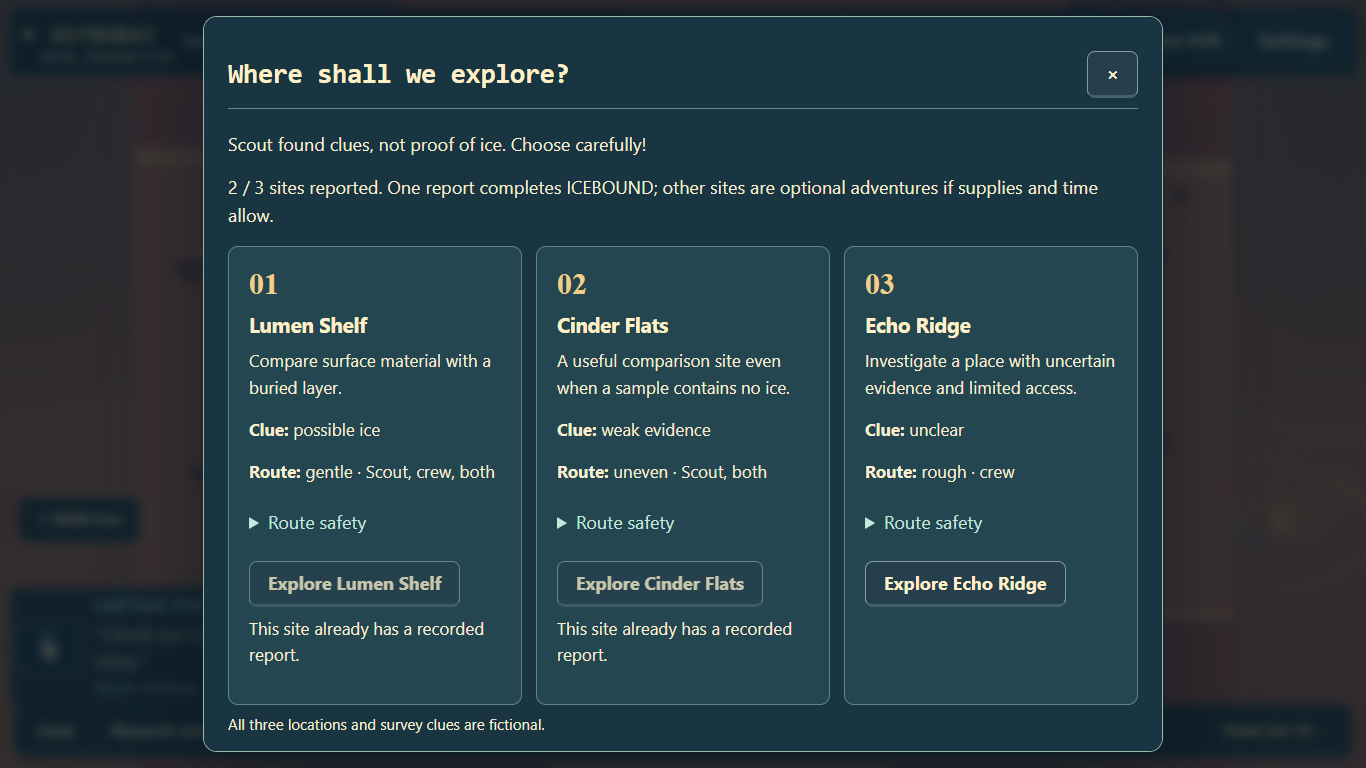 Where shall we explore?
×
Scout found clues, not proof of ice. Choose carefully!
2 / 3 sites reported. One report completes ICEBOUND; other sites are optional adventures if supplies and time
allow.
01
Lumen Shelf
Compare surface material with a
buried layer.
Clue: possible ice
Route: gentle · Scout, crew, both
▶ Route safety
Explore Lumen Shelf
This site already has a recorded
report.
02
Cinder Flats
A useful comparison site even
when a sample contains no ice.
Clue: weak evidence
Route: uneven · Scout, both
▶ Route safety
Explore Cinder Flats
This site already has a recorded
report.
03
Echo Ridge
Investigate a place with uncertain
evidence and limited access.
Clue: unclear
Route: rough · crew
▶ Route safety
Explore Echo Ridge
All three locations and survey clues are fictional.
Settings